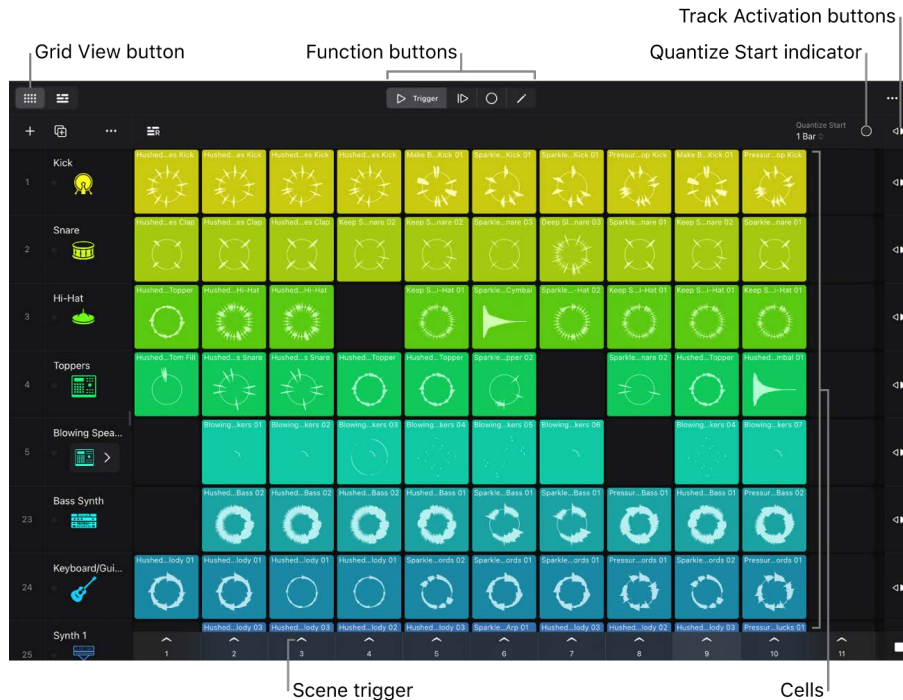 Track Activation buttons
Grid View button Function buttons Quantize Start indicator
Trigger
Quantize Start
1 Bar
Kick
1
Hushed...es Kick Hushed...es Kick Hushed...es Kick Hushed...es Kick Make B...Kick 01 Sparkle...Kick 01 Sparkle...Kick 01 Pressur...op Kick Make B...Kick 01 Pressur...op Kick
Snare
2
Hushed...es Clap Hushed...es Clap Hushed...es Clap Keep S...nare 02 Keep S...nare 02 Sparkle...nare 03 Deep Sl...nare 03 Sparkle...nare 01 Keep S...nare 02 Sparkle...nare 01
Hi-Hat
3
Hushed...Topper Hushed...Hi-Hat Hushed...Hi-Hat Keep S...i-Hat 01 Sparkle...Cymbal Sparkle...-Hat 02 Keep S...i-Hat 01 Keep S...i-Hat 01 Keep S...i-Hat 01
Toppers
4
Hushed...Tom Fill Hushed...s Snare Hushed...s Snare Hushed...Topper Hushed...Topper Sparkle...pper 02 Sparkle...nare 02 Hushed...Topper Hushed...mbal 01
Blowing Spea...
5
Blowing...kers 01 Blowing...kers 02 Blowing...kers 03 Blowing...kers 04 Blowing...kers 05 Blowing...kers 06 Blowing...kers 04 Blowing...kers 07
Bass Synth
23
Hushed...Bass 02 Hushed...Bass 02 Hushed...Bass 02 Hushed...Bass 01 Sparkle...Bass 01 Sparkle...Bass 01 Pressur...Bass 01 Hushed...Bass 01 Pressur...Bass 02
Keyboard/Gui...
24
Hushed...lody 01 Hushed...lody 01 Hushed...lody 01 Hushed...lody 01 Sparkle...ords 02 Sparkle...ords 01 Sparkle...ords 01 Pressur...ords 01 Sparkle...ords 02 Pressur...ords 01
Synth 1
25
Hushed...lody 03 Hushed...lody 03 Hushed...lody 02 Hushed...lody 03 Sparkle...Arp 01 Hushed...lody 03 Hushed...lody 02 Hushed...lody 03 Pressur...lucks 01
1 2 3 4 5 6 7 8 9 10 11
Scene trigger Cells